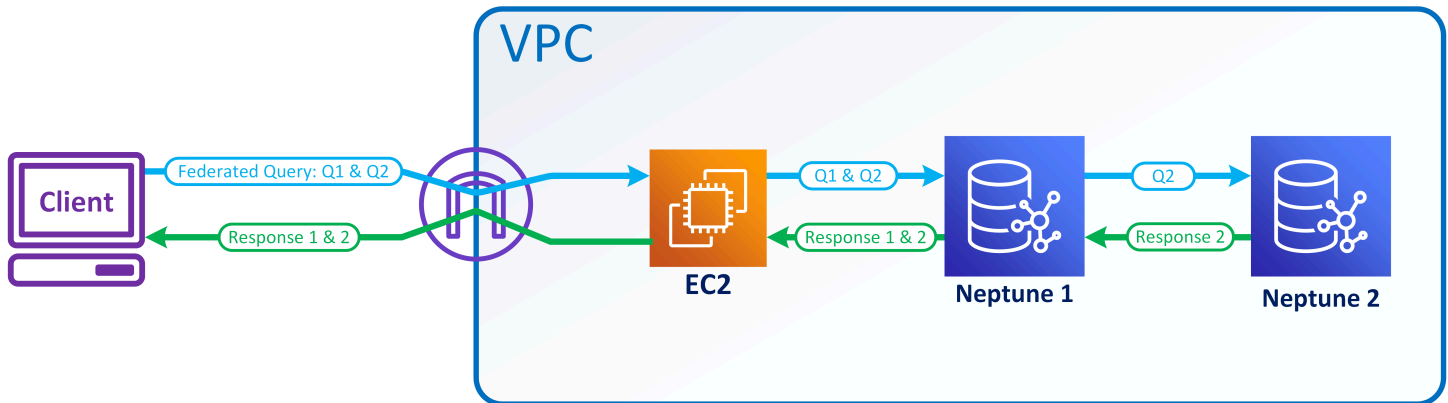 VPC
Federated Query: Q1 & Q2
Q1 & Q2
Q2
Client
Response 1 & 2
Response 1 & 2
Response 2
EC2
Neptune 1
Neptune 2